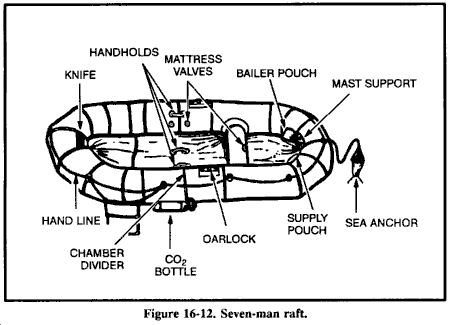 HANDHOLDS
MATTRESS
VALVES
KNIFE
BAILER POUCH
MAST SUPPORT
HAND LINE
CHAMBER
DIVIDER
CO2
BOTTLE
OARLOCK
SUPPLY
POUCH
SEA ANCHOR
Figure 16-12. Seven-man raft.